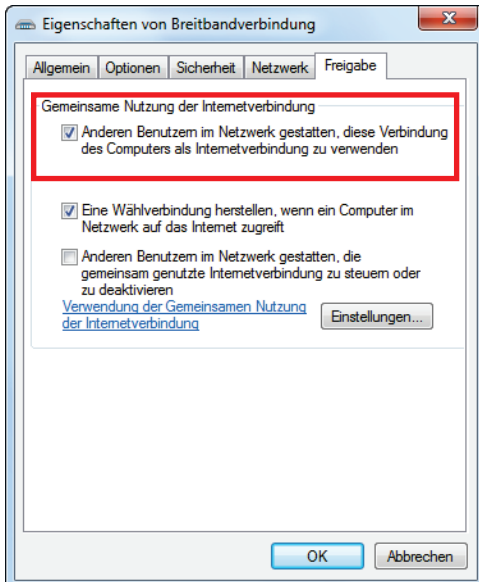 Eigenschaften von Breitbandverbindung
Allgemein Optionen Sicherheit Netzwerk Freigabe
Gemeinsame Nutzung der Internetverbindung
Anderen Benutzern im Netzwerk gestatten, diese Verbindung
des Computers als Internetverbindung zu verwenden
Eine Wählverbindung herstellen, wenn ein Computer im
Netzwerk auf das Internet zugreift
Anderen Benutzern im Netzwerk gestatten, die
gemeinsam genutzte Internetverbindung zu steuern oder
zu deaktivieren
Verwendung der Gemeinsamen Nutzung
der Internetverbindung
Einstellungen...
OK Abbrechen